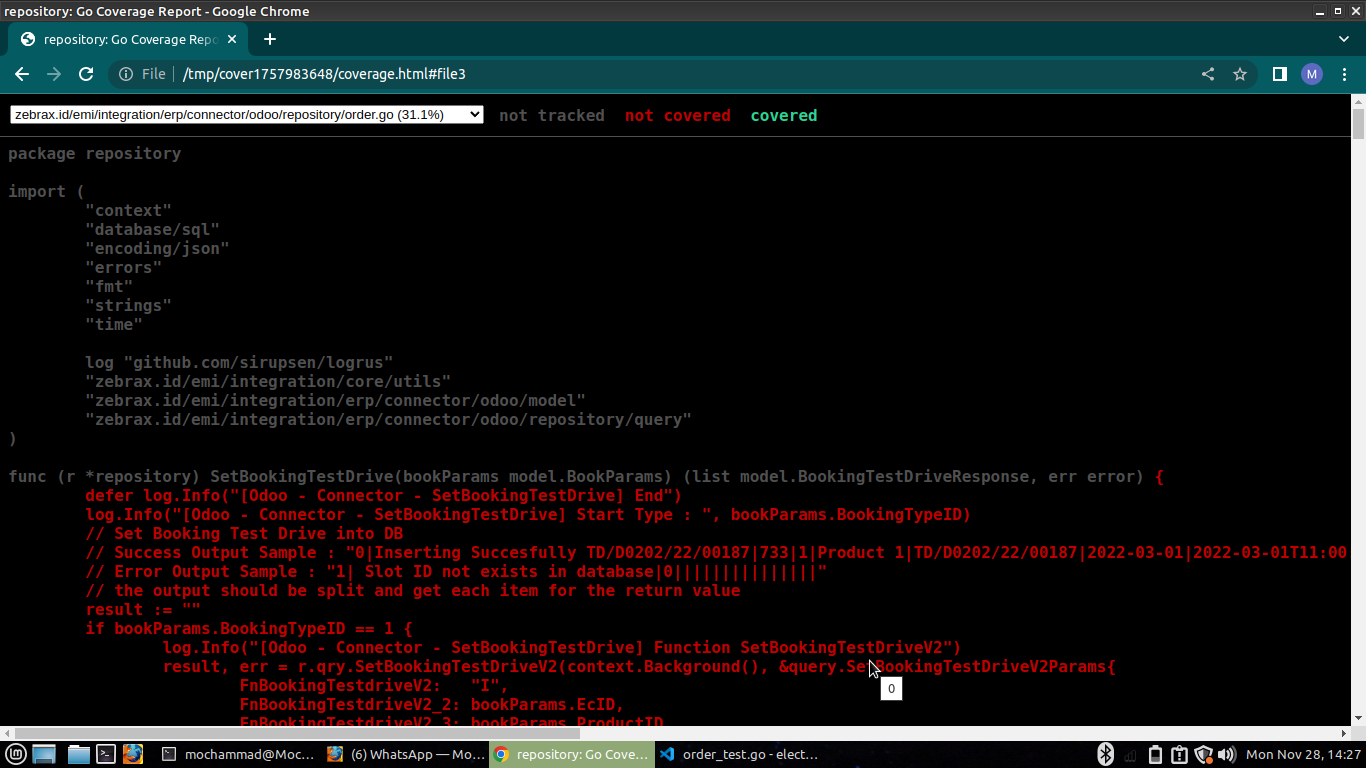 repository: Go Coverage Report - Google Chrome
repository: Go Coverage Repo
File /tmp/cover1757983648/coverage.html#file3
M
zebrax.id/emi/integration/erp/connector/odoo/repository/order.go (31.1%) not tracked not covered covered
package repository
import (
"context"
"database/sql"
"encoding/json"
"errors"
"fmt"
"strings"
"time"
log "github.com/sirupsen/logrus"
"zebrax.id/emi/integration/core/utils"
"zebrax.id/emi/integration/erp/connector/odoo/model"
"zebrax.id/emi/integration/erp/connector/odoo/repository/query"
)
func (r *repository) SetBookingTestDrive(bookParams model.BookParams) (list model.BookingTestDriveResponse, err error) {
defer log.Info("[Odoo - Connector - SetBookingTestDrive] End")
log.Info("[Odoo - Connector - SetBookingTestDrive] Start Type : ", bookParams.BookingTypeID)
// Set Booking Test Drive into DB
// Success Output Sample : "0|Inserting Succesfully TD/D0202/22/00187|733|1|Product 1|TD/D0202/22/00187|2022-03-01|2022-03-01T11:00
// Error Output Sample : "1| Slot ID not exists in database|0|||||||||||||||"
// the output should be split and get each item for the return value
result := ""
if bookParams.BookingTypeID == 1 {
log.Info("[Odoo - Connector - SetBookingTestDrive] Function SetBookingTestDriveV2")
result, err = r.qry.SetBookingTestDriveV2(context.Background(), &query.SetBookingTestDriveV2Params{
FnBookingTestdriveV2: "I",
0
FnBookingTestdriveV2_2: bookParams.EcID,
FnBookingTestdriveV2_3: bookParams.ProductID
mochammad@Moc... (6) WhatsApp — Mo... repository: Go Cove... order_test.go - elect... Mon Nov 28, 14:27